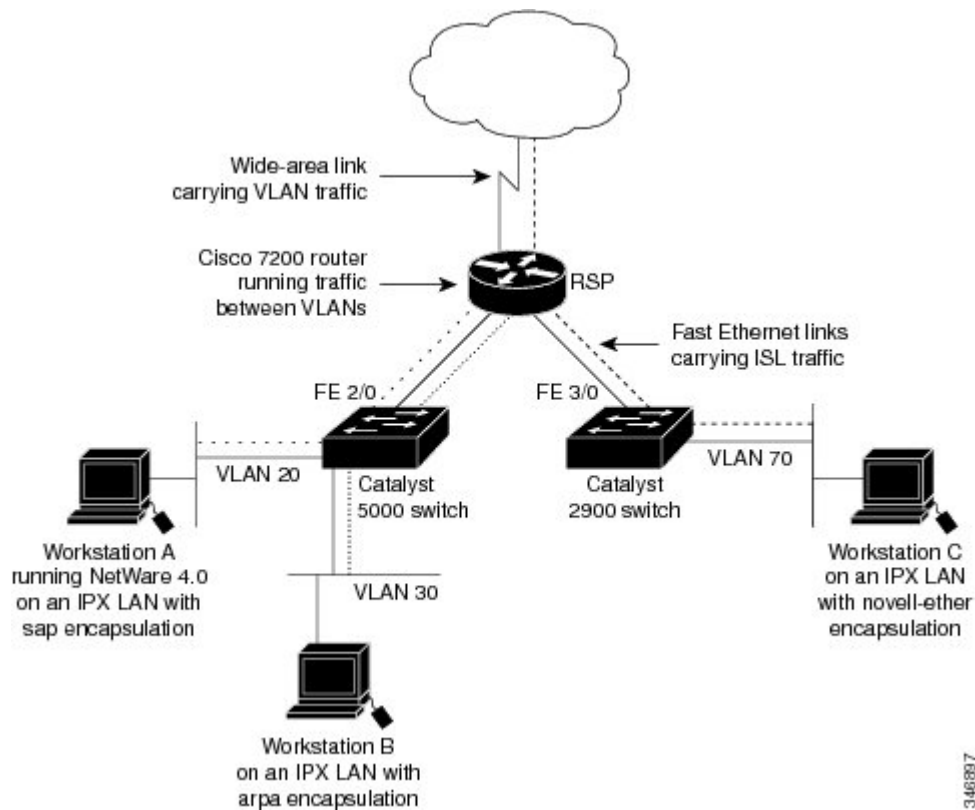 Wide-area link
carrying VLAN traffic
Cisco 7200 router
running traffic
between VLANs
RSP
Fast Ethernet links
carrying ISL traffic
FE 2/0
FE 3/0
VLAN 20
Catalyst
5000 switch
Catalyst
2900 switch
VLAN 70
Workstation A
running NetWare 4.0
on an IPX LAN with
sap encapsulation
VLAN 30
Workstation C
on an IPX LAN
with novell-ether
encapsulation
Workstation B
on an IPX LAN with
arpa encapsulation
346897